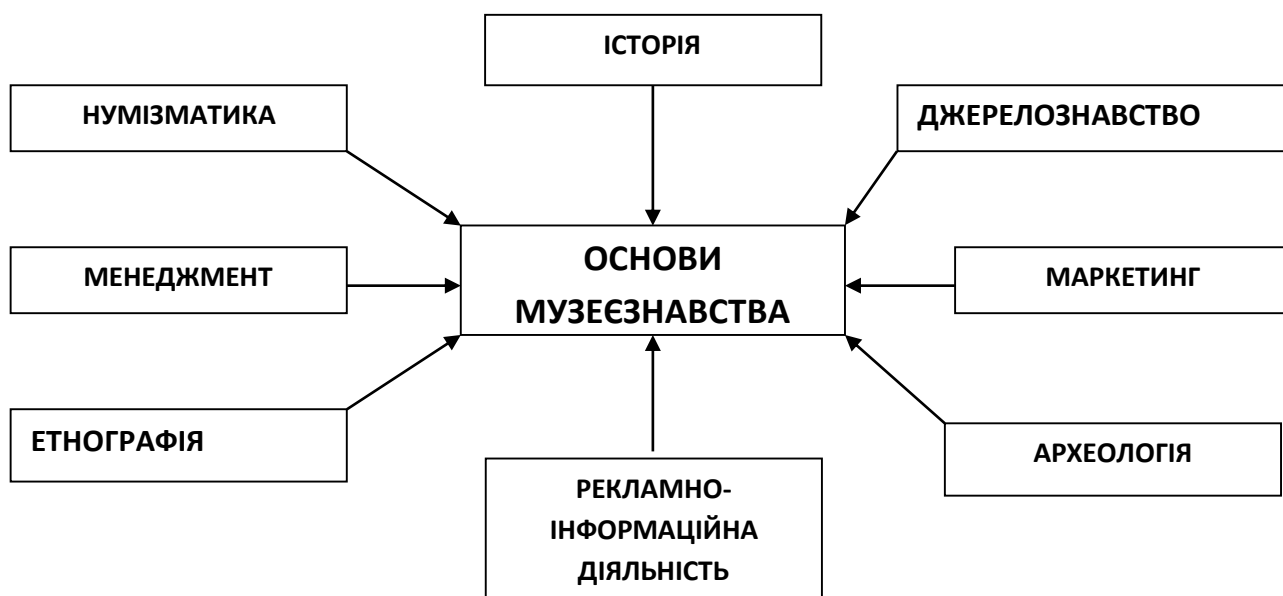 ІСТОРІЯ
НУМІЗМАТИКА
ДЖЕРЕЛОЗНАВСТВО
ОСНОВИ
МУЗЕЄЗНАВСТВА
МЕНЕДЖМЕНТ
МАРКЕТИНГ
ЕТНОГРАФІЯ
АРХЕОЛОГІЯ
РЕКЛАМНО-
ІНФОРМАЦІЙНА
ДІЯЛЬНІСТЬ